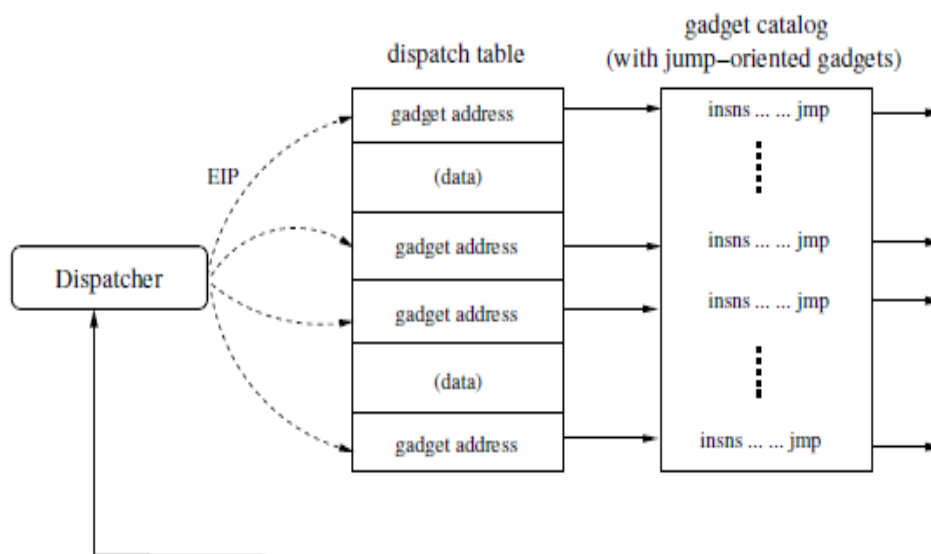 gadget catalog
(with jump-oriented gadgets)
dispatch table
gadget address
(data)
gadget address
gadget address
(data)
gadget address
insns ... ... jmp
insns ... ... jmp
insns ... ... jmp
insns ... ... jmp
EIP
Dispatcher